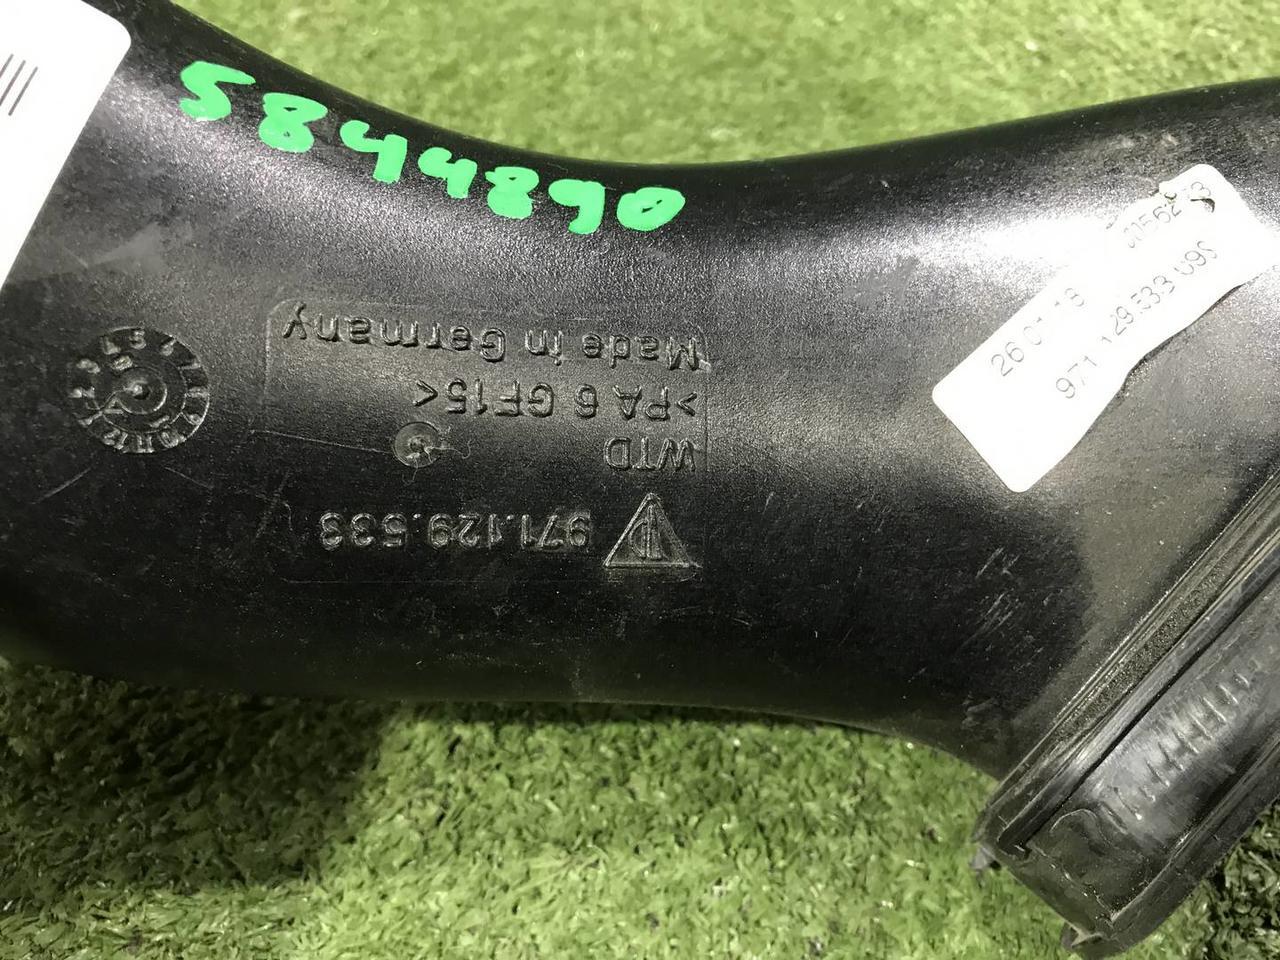 5844890
Made in Germany
>PA 6 GF15<
WTD
971.129.533
971.129.533.09S